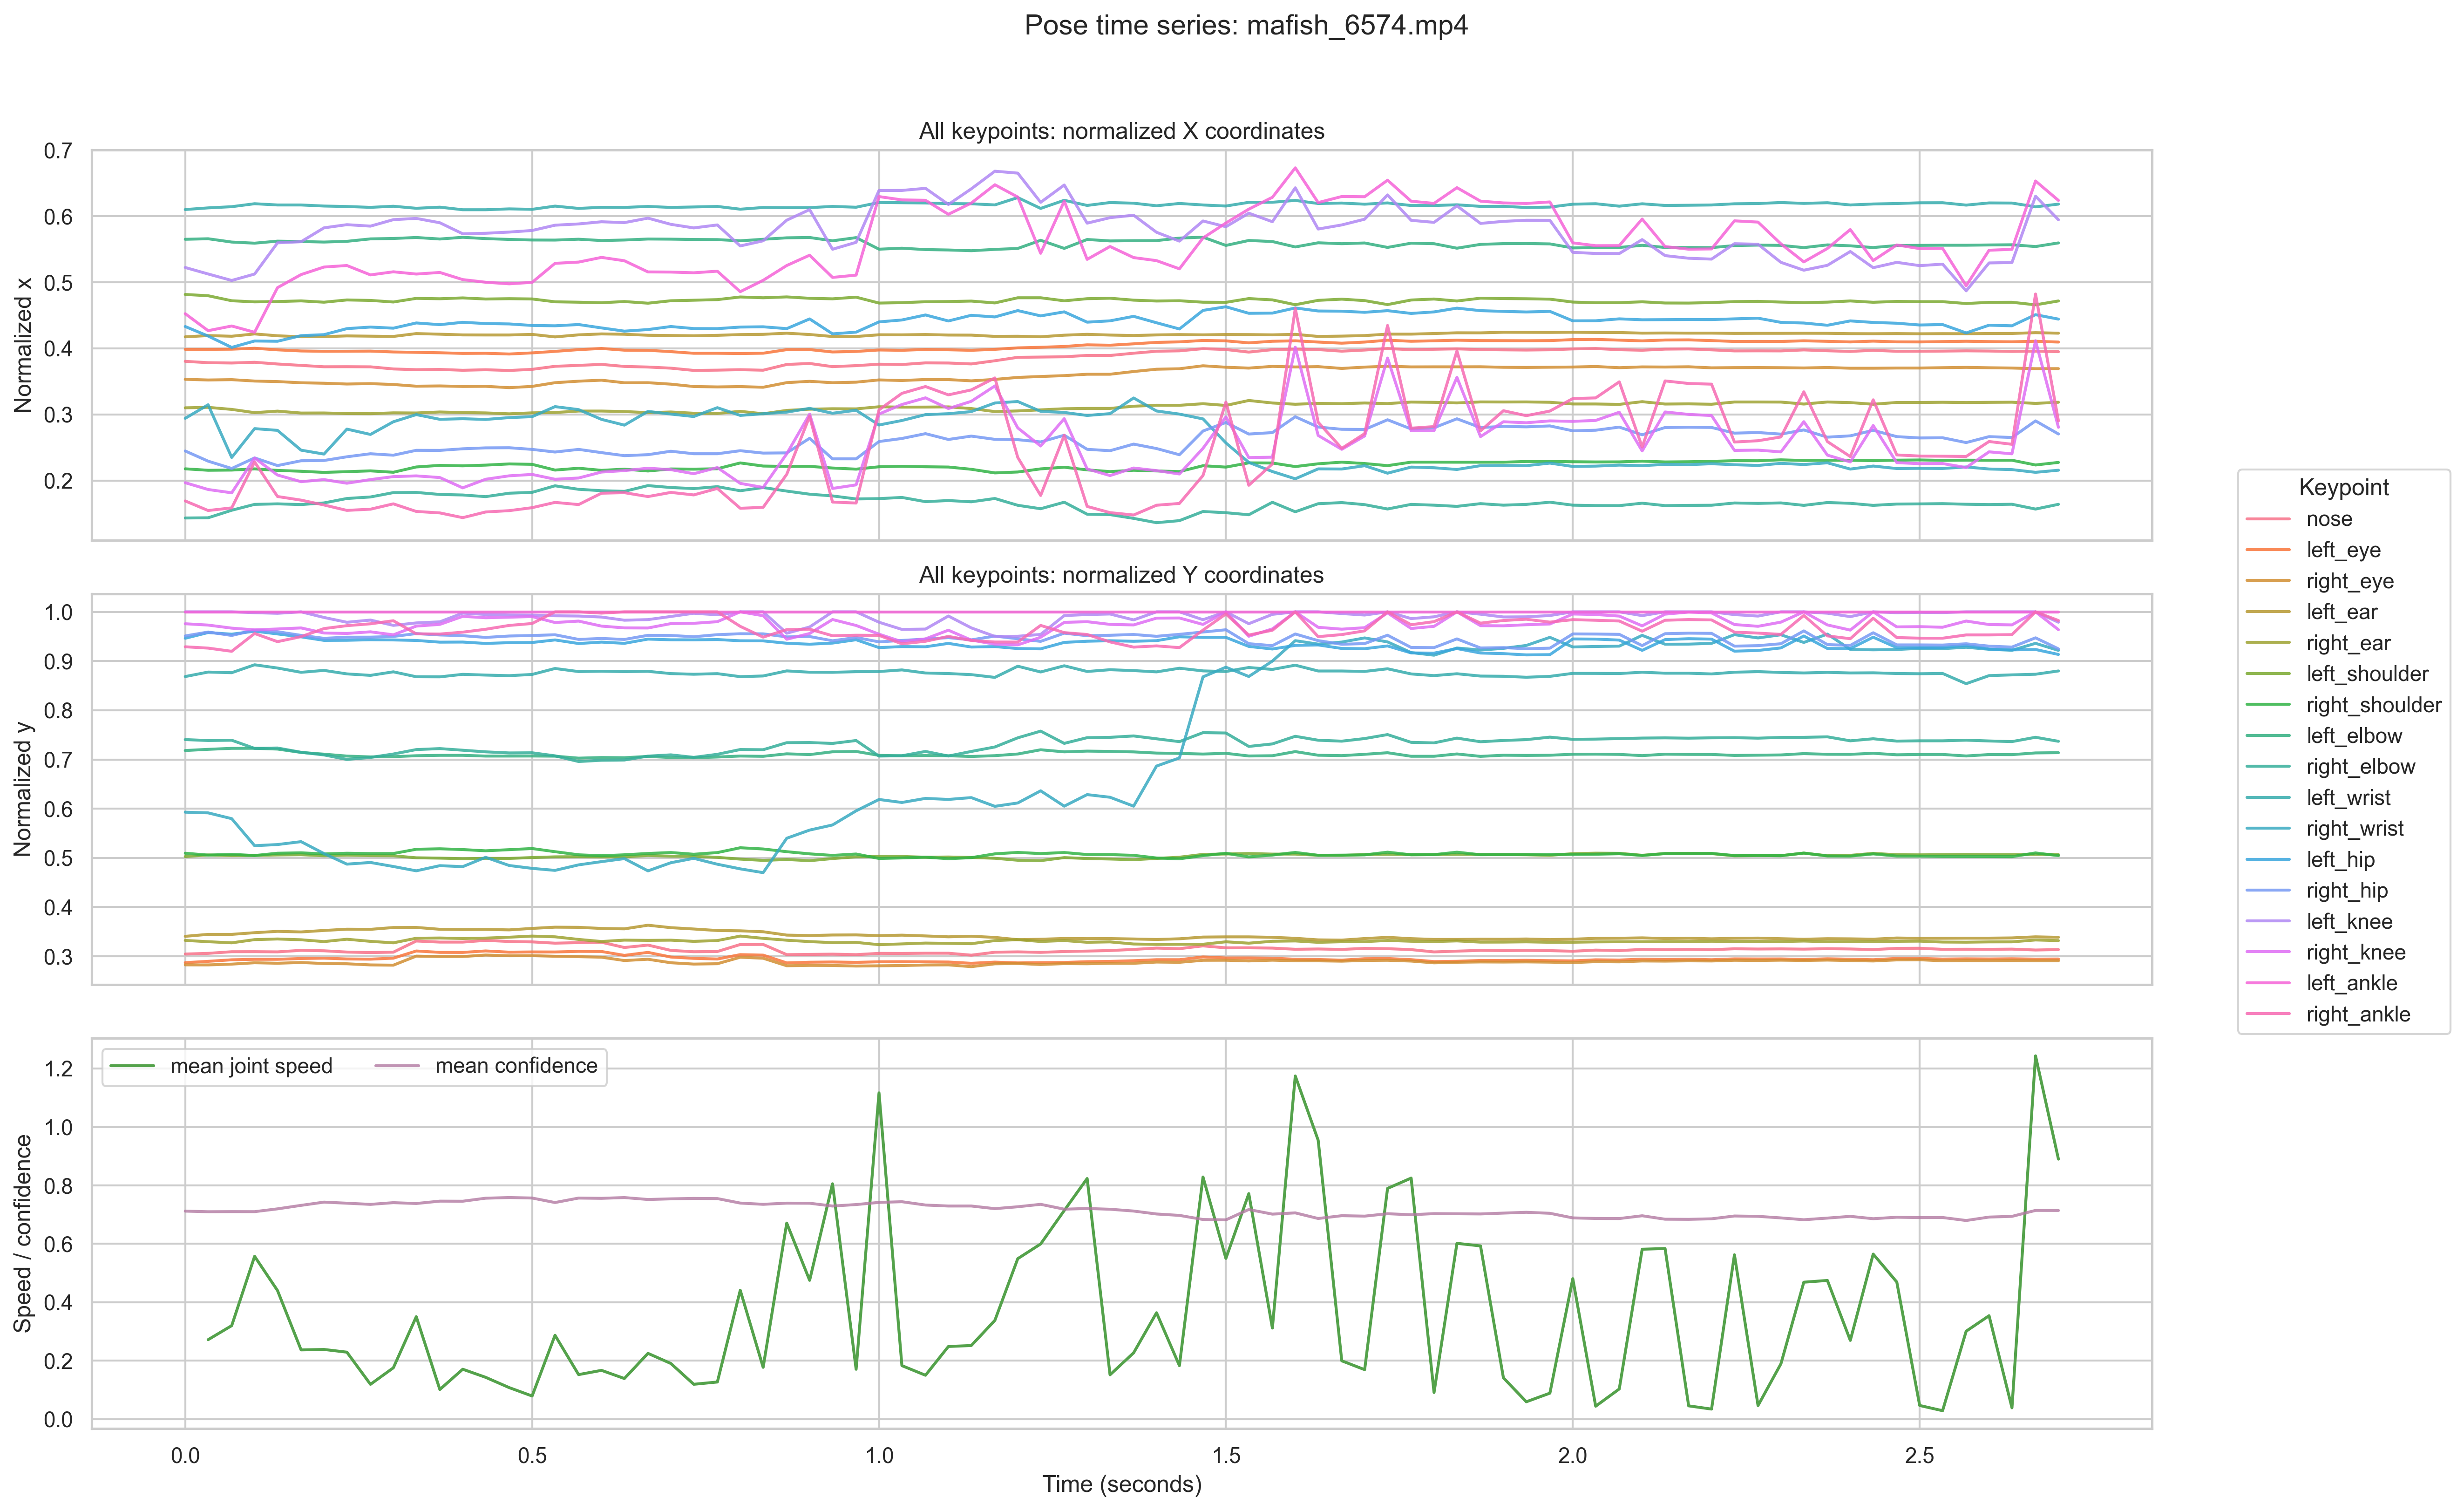 Pose time series: mafish_6574.mp4
All keypoints: normalized X coordinates
Normalized x
0.7
0.6
0.5
0.4
0.3
0.2
All keypoints: normalized Y coordinates
Normalized y
1.0
0.9
0.8
0.7
0.6
0.5
0.4
0.3
Keypoint
nose
left_eye
right_eye
left_ear
right_ear
left_shoulder
right_shoulder
left_elbow
right_elbow
left_wrist
right_wrist
left_hip
right_hip
left_knee
right_knee
left_ankle
right_ankle
mean joint speed mean confidence
Speed / confidence
1.2
1.0
0.8
0.6
0.4
0.2
0.0
0.0 0.5 1.0 1.5 2.0 2.5
Time (seconds)